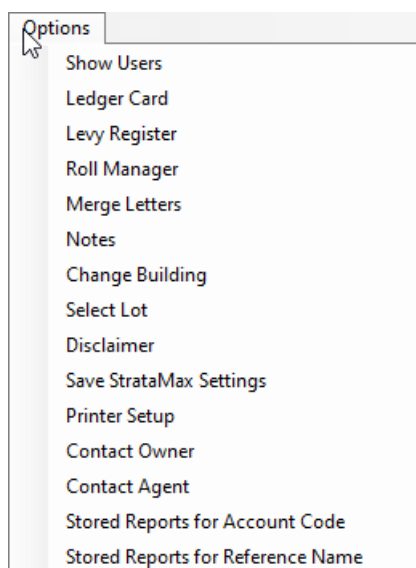 Options
Show Users
Ledger Card
Levy Register
Roll Manager
Merge Letters
Notes
Change Building
Select Lot
Disclaimer
Save StrataMax Settings
Printer Setup
Contact Owner
Contact Agent
Stored Reports for Account Code
Stored Reports for Reference Name